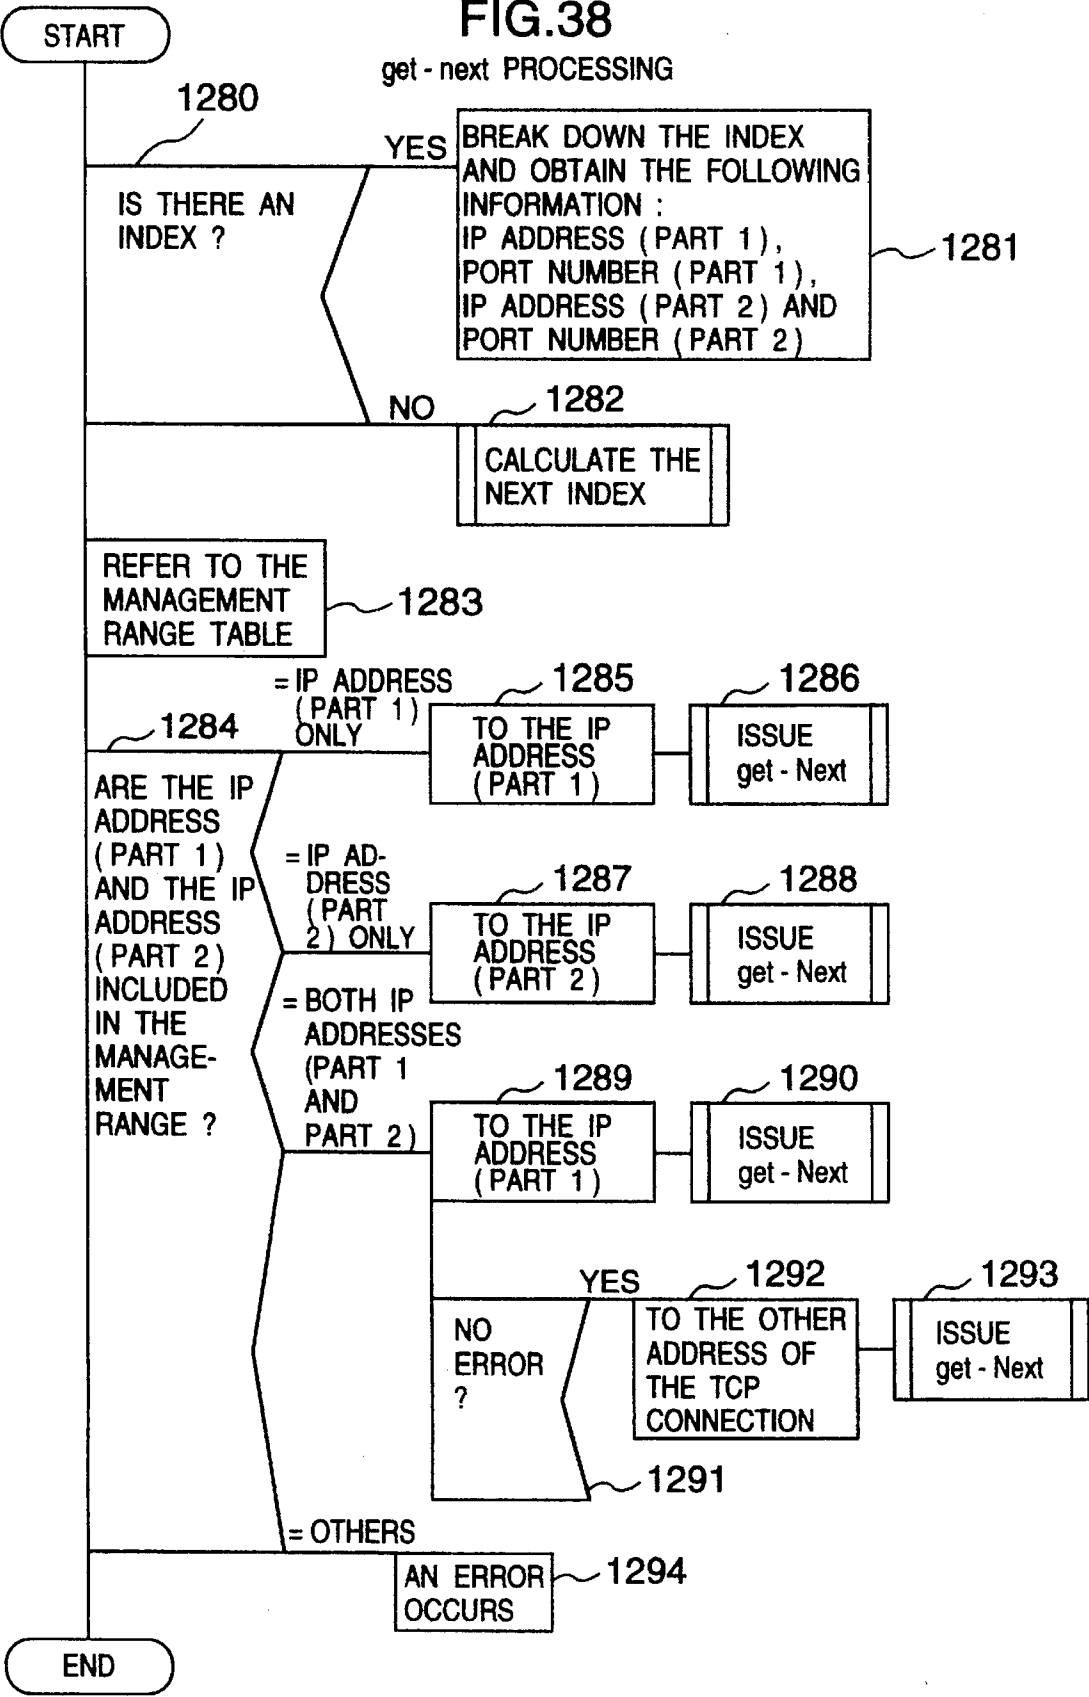 FIG.38
START
get - next PROCESSING
1280
YES
BREAK DOWN THE INDEX
AND OBTAIN THE FOLLOWING
INFORMATION :
IP ADDRESS ( PART 1 ) ,
PORT NUMBER ( PART 1 ) ,
IP ADDRESS ( PART 2 ) AND
PORT NUMBER ( PART 2 )
1281
IS THERE AN
INDEX ?
NO
1282
CALCULATE THE
NEXT INDEX
REFER TO THE
MANAGEMENT
RANGE TABLE
1283
1284
ARE THE IP
ADDRESS
( PART 1 )
AND THE IP
ADDRESS
( PART 2 )
INCLUDED
IN THE
MANAGE-
MENT
RANGE ?
= IP ADDRESS
( PART 1 )
ONLY
1285
TO THE IP
ADDRESS
( PART 1 )
1286
ISSUE
get - Next
= IP AD-
DRESS
( PART
2 ) ONLY
1287
TO THE IP
ADDRESS
( PART 2 )
1288
ISSUE
get - Next
= BOTH IP
ADDRESSES
(PART 1
AND
PART 2 )
1289
TO THE IP
ADDRESS
( PART 1 )
1290
ISSUE
get - Next
NO
ERROR
?
YES
1292
TO THE OTHER
ADDRESS OF
THE TCP
CONNECTION
1293
ISSUE
get - Next
1291
= OTHERS
AN ERROR
OCCURS
1294
END